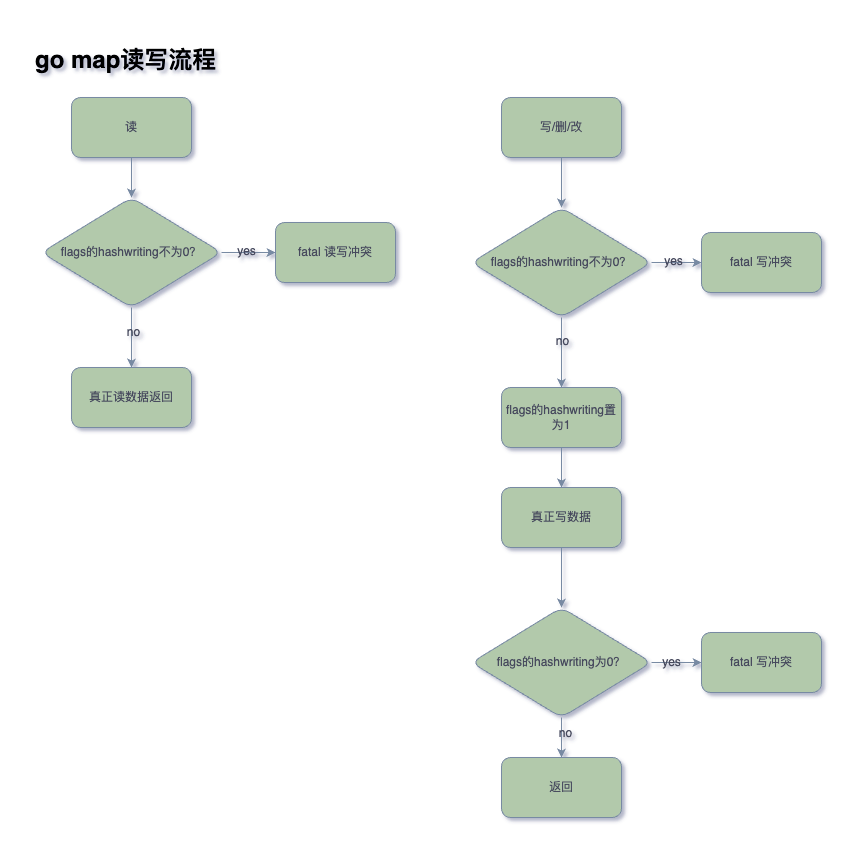 go map读写流程
读
flags的hashwriting不为0?
yes
fatal 读写冲突
no
真正读数据返回
写/删/改
flags的hashwriting不为0?
yes
fatal 写冲突
no
flags的hashwriting置
为1
真正写数据
flags的hashwriting为0?
yes
fatal 写冲突
no
返回